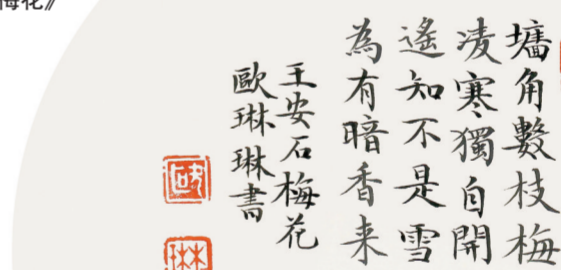 梅花》
墻角數枝梅
凌寒獨自開
遙知不是雪
為有暗香来
王安石梅花
歐琳琳書